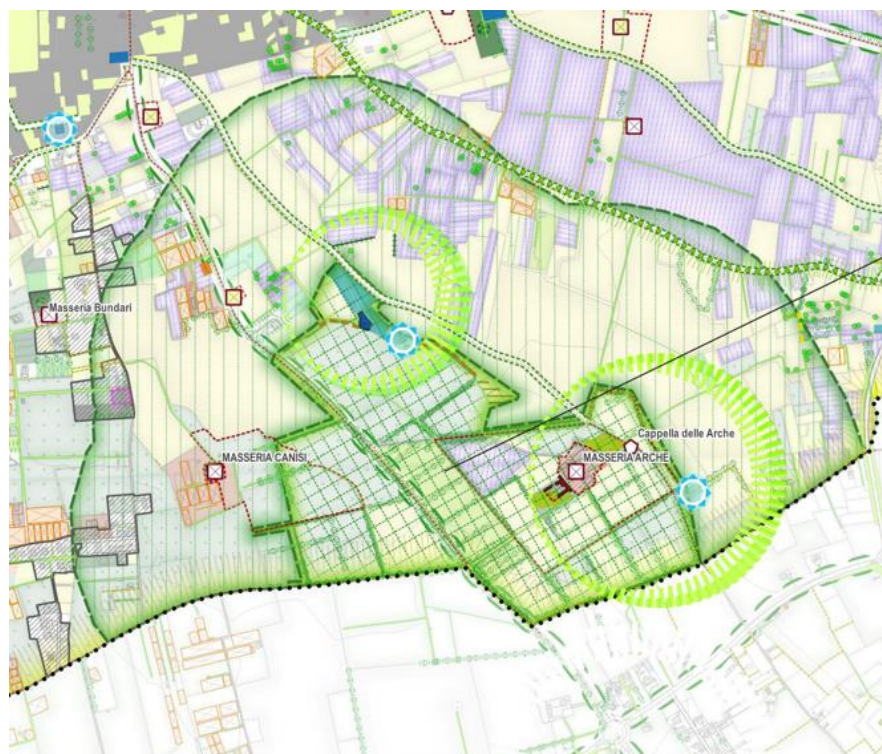 Masseria Bundari
Cappella delle Arche
MASSERIA CANISI
MASSERIA ARCHE